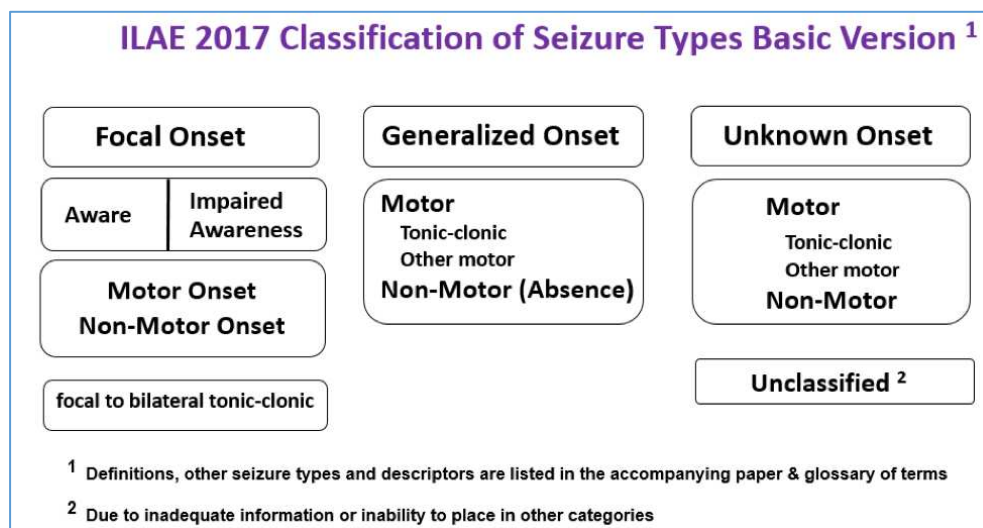 ILAE 2017 Classification of Seizure Types Basic Version 1
Focal Onset
Aware
Impaired
Awareness
Motor Onset
Non-Motor Onset
focal to bilateral tonic-clonic
Generalized Onset
Motor
Tonic-clonic
Other motor
Non-Motor (Absence)
Unknown Onset
Motor
Tonic-clonic
Other motor
Non-Motor
Unclassified 2
1 Definitions, other seizure types and descriptors are listed in the accompanying paper & glossary of terms
2 Due to inadequate information or inability to place in other categories